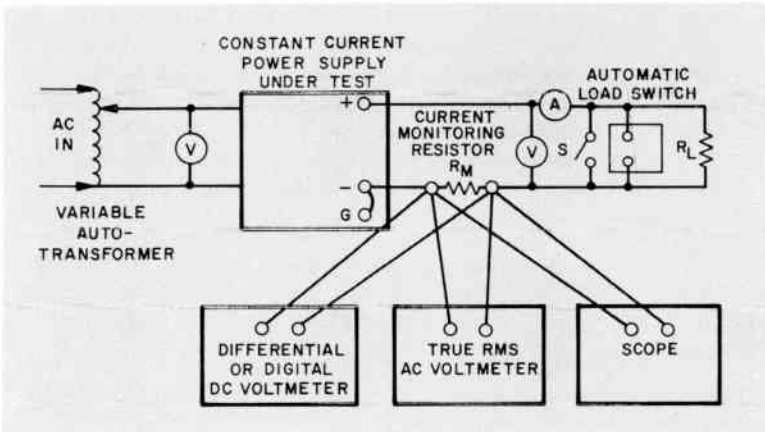 CONSTANT CURRENT
POWER SUPPLY
UNDER TEST
AUTOMATIC
LOAD SWITCH
+
A
AC
IN
V
CURRENT
MONITORING
RESISTOR
RM
V
S
RL
−
G
VARIABLE
AUTO-
TRANSFORMER
DIFFERENTIAL
OR DIGITAL
DC VOLTMETER
TRUE RMS
AC VOLTMETER
SCOPE